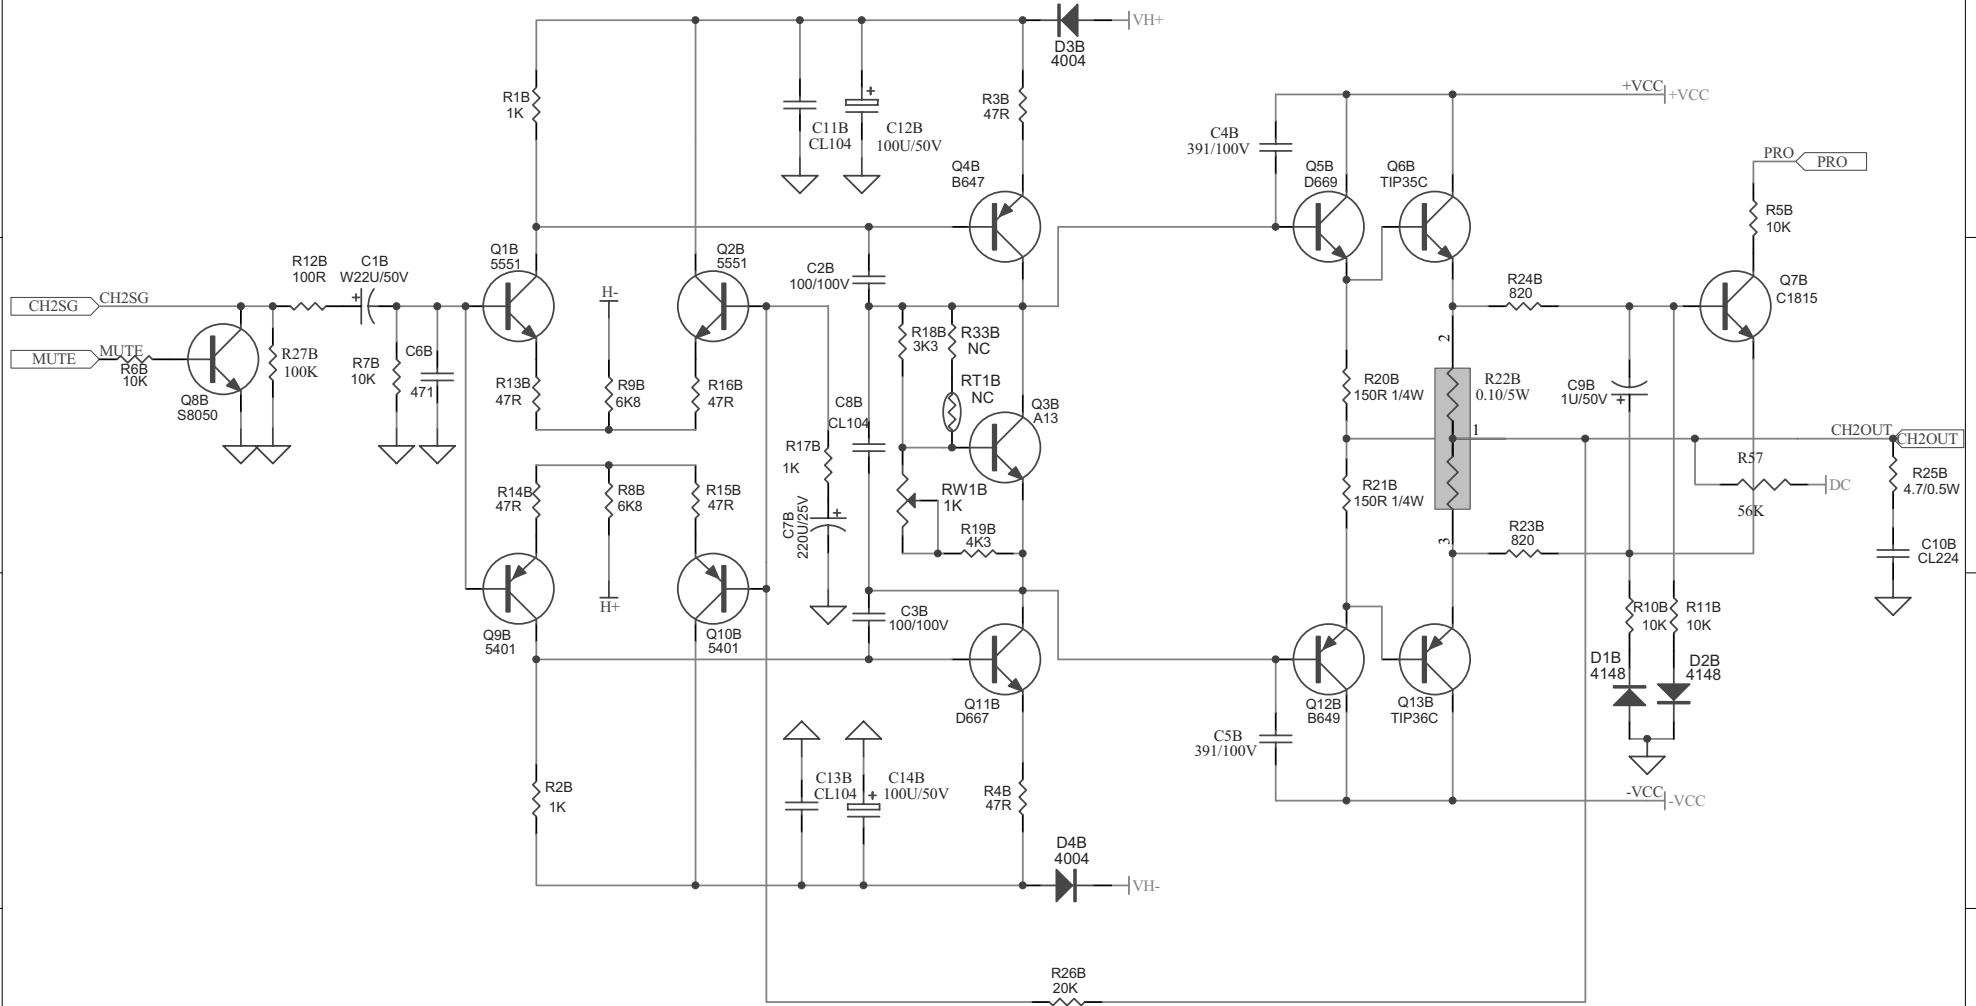 VH+
D3B
4004
R1B
1K
R3B
47R
C11B
CL104
+
C12B
100U/50V
+VCC
+VCC
C4B
391/100V
Q4B
B647
Q5B
D669
Q6B
TIP35C
PRO
PRO
R5B
10K
Q1B
5551
Q2B
5551
R12B
100R
C1B
W22U/50V
+
CH2SG
CH2SG
H-
C2B
100/100V
R24B
820
Q7B
C1815
MUTE
MUTE
R6B
10K
Q8B
S8050
R27B
100K
R7B
10K
C6B
471
R13B
47R
R9B
6K8
R16B
47R
R18B
3K3
R33B
NC
RT1B
NC
C8B
CL104
Q3B
A13
R20B
150R 1/4W
2
R22B
0.10/5W
C9B
1U/50V
+
1
CH2OUT
CH2OUT
R17B
1K
R57
DC
56K
R25B
4.7/0.5W
R14B
47R
R8B
6K8
R15B
47R
C7B
220U/25V
+
RW1B
1K
R19B
4K3
R21B
150R 1/4W
3
R23B
820
C10B
CL224
H+
Q9B
5401
Q10B
5401
C3B
100/100V
R10B
10K
R11B
10K
D1B
4148
D2B
4148
Q11B
D667
Q12B
B649
Q13B
TIP36C
C5B
391/100V
R2B
1K
C13B
CL104
+
C14B
100U/50V
R4B
47R
-VCC
-VCC
D4B
4004
VH-
R26B
20K